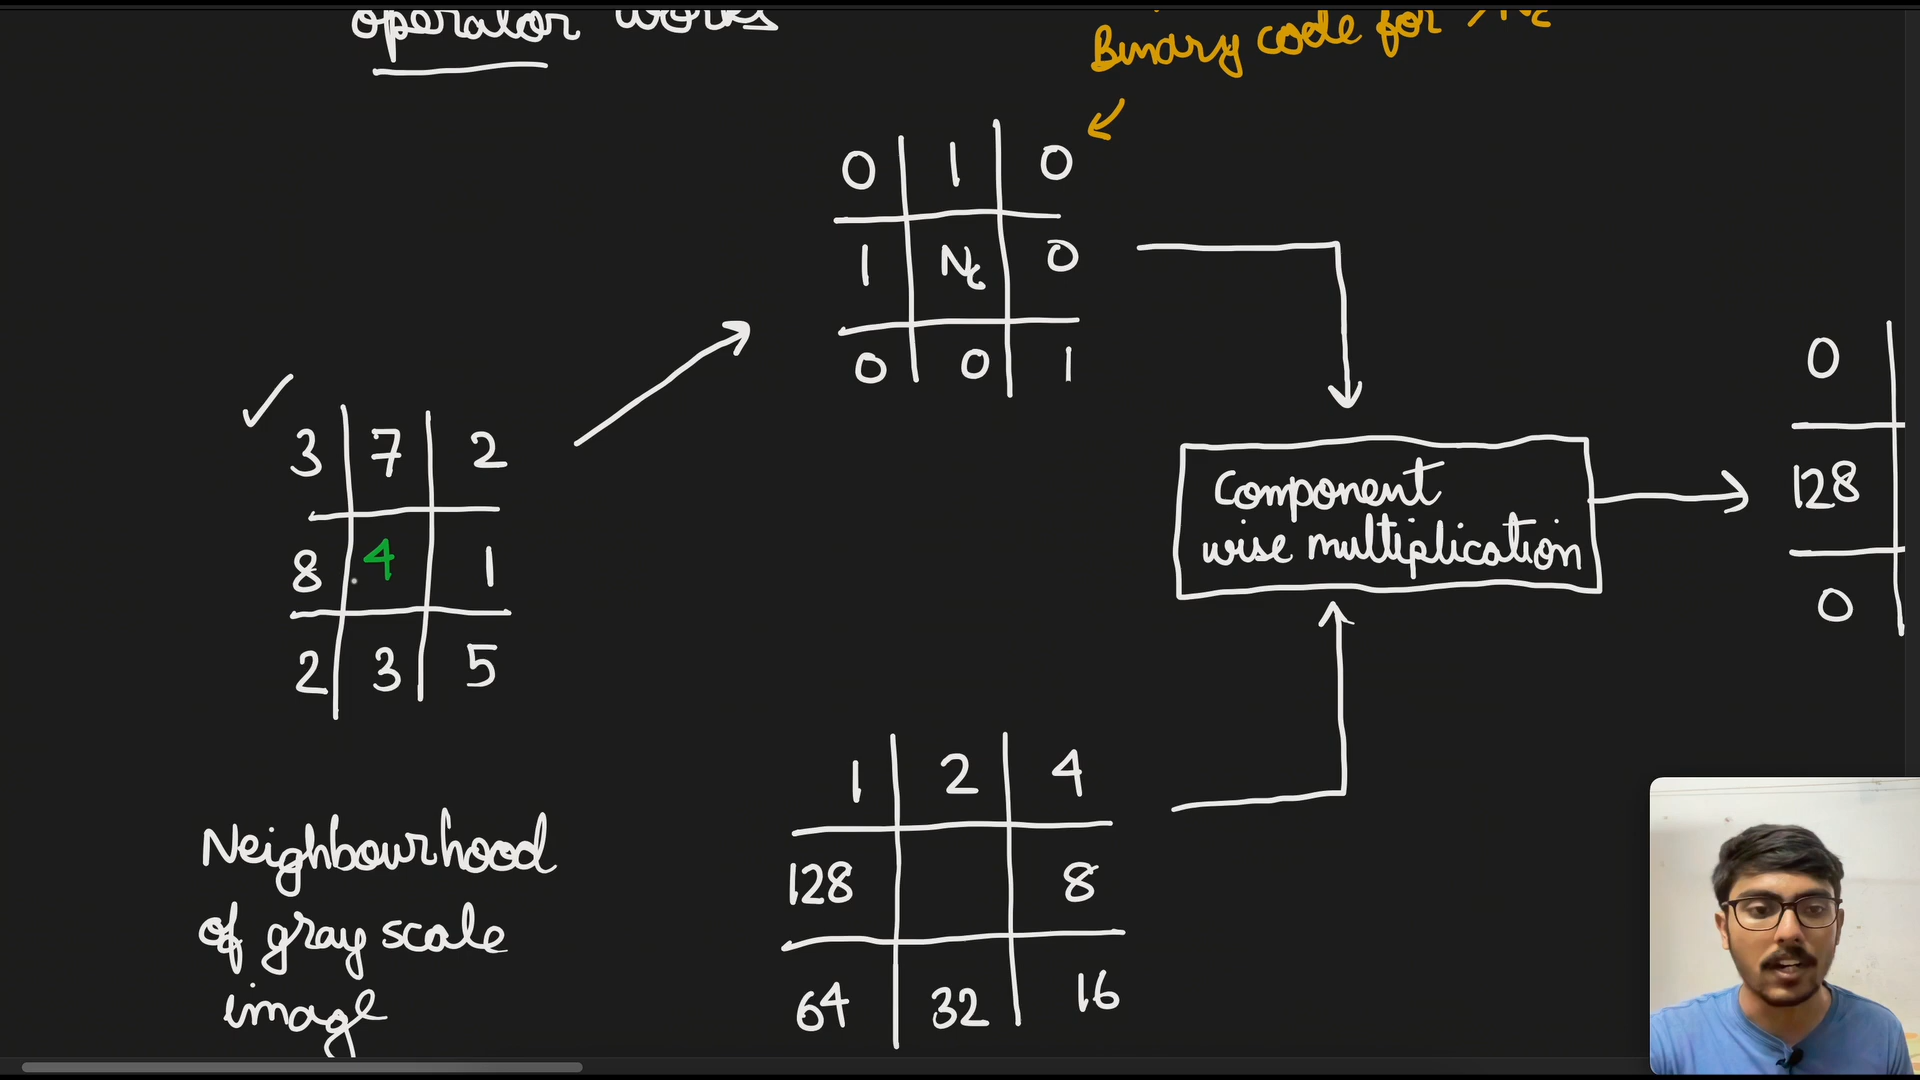 operator works
Binary code for
0 1 0
1 Nc 0
0 0 1
3 7 2
8 4 1
2 3 5
Component
wise multiplication
0
128
0
1 2 4
128 8
64 32 16
Neighbourhood
of gray scale
image